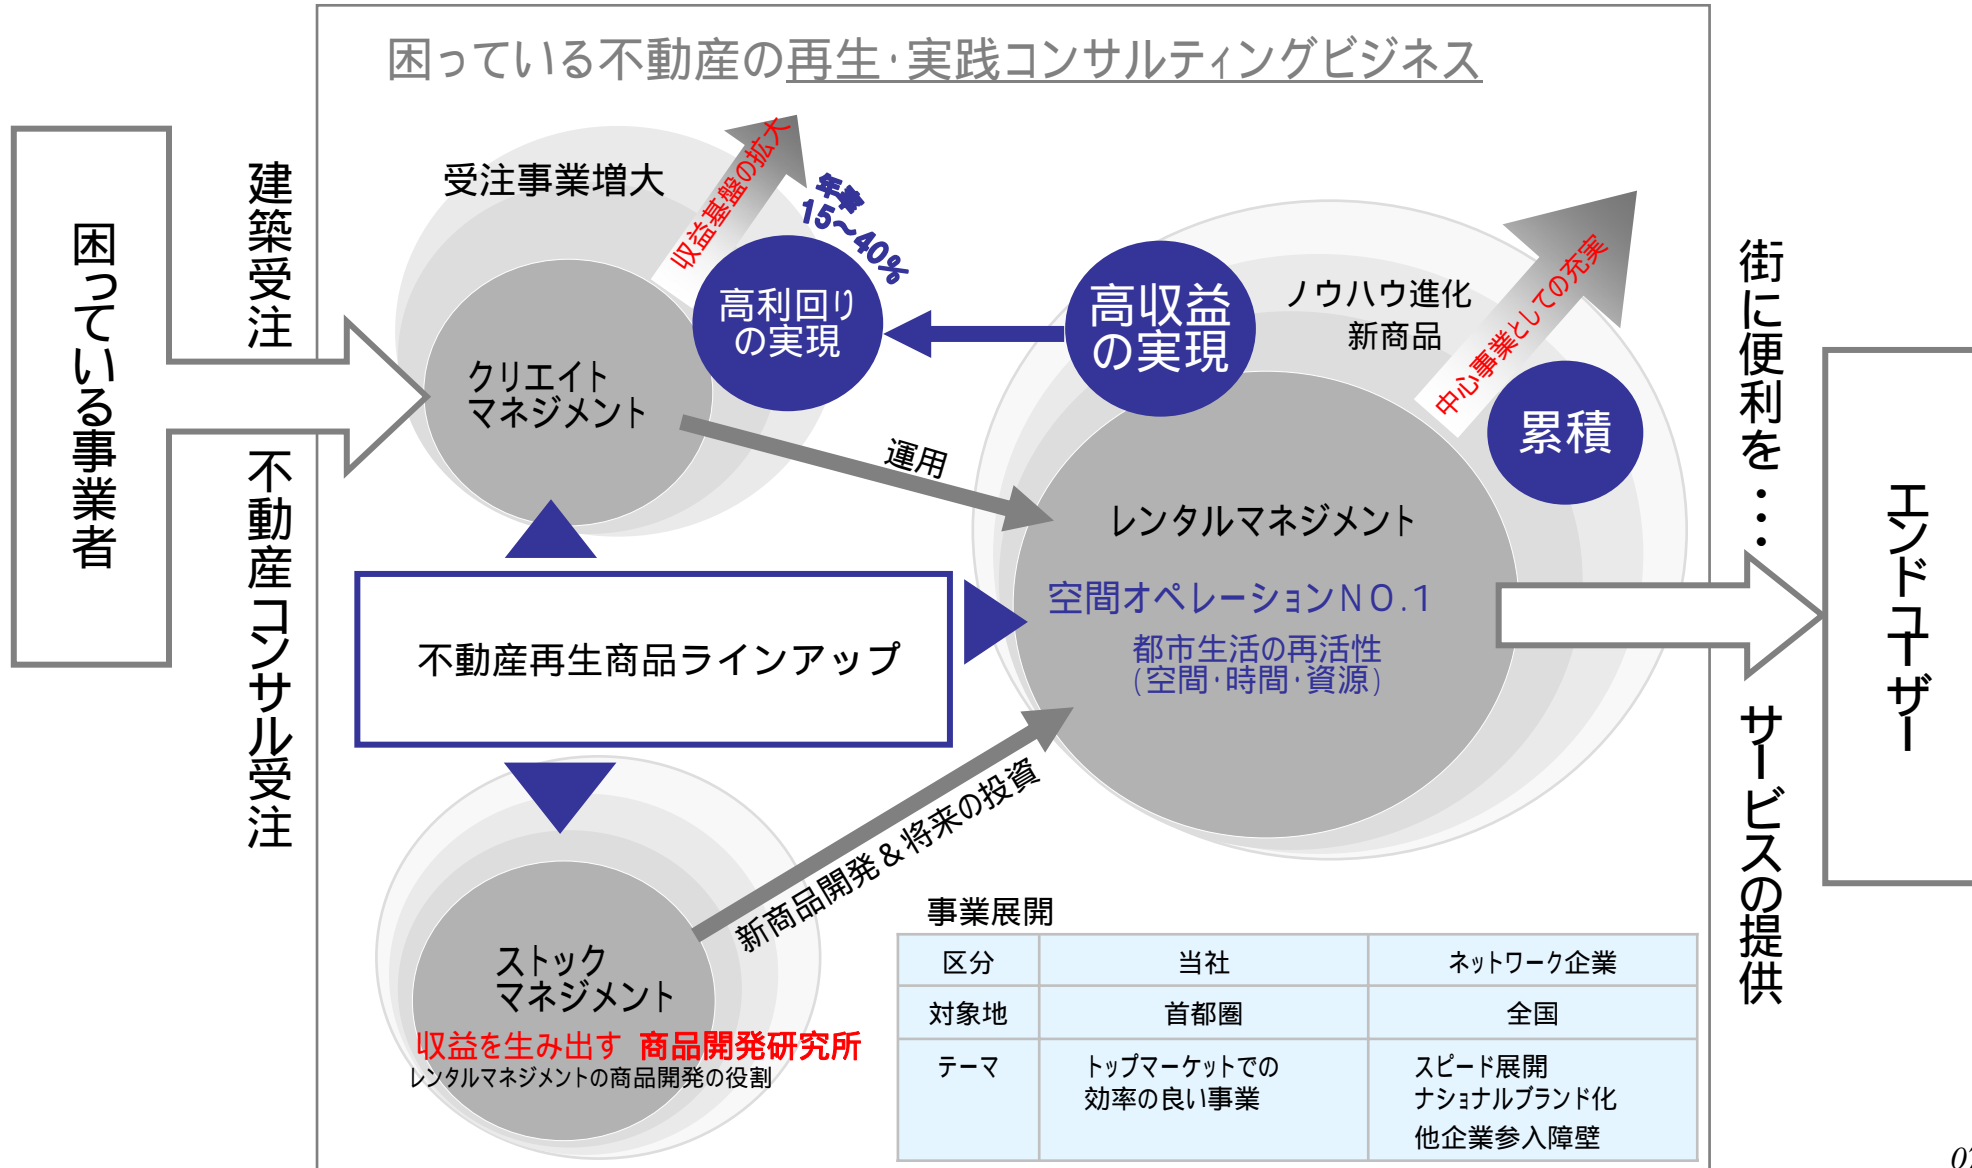 困っている不動産の再生・実践コンサルティングビジネス
困っている事業者
建築受注
不動産コンサル受注
受注事業増大
収益基盤の拡大
年率
15～40%
高利回り
の実現
クリエイト
マネジメント
高収益
の実現
ノウハウ進化
新商品
中心事業としての充実
累積
運用
レンタルマネジメント
空間オペレーションNO.1
都市生活の再活性
(空間・時間・資源)
不動産再生商品ラインアップ
新商品開発＆将来の投資
ストック
マネジメント
収益を生み出す 商品開発研究所
レンタルマネジメントの商品開発の役割
街に便利を・・・
サービスの提供
エンドユーザー
事業展開
区分 当社 ネットワーク企業
対象地 首都圏 全国
テーマ トップマーケットでの
効率の良い事業
スピード展開
ナショナルブランド化
他企業参入障壁